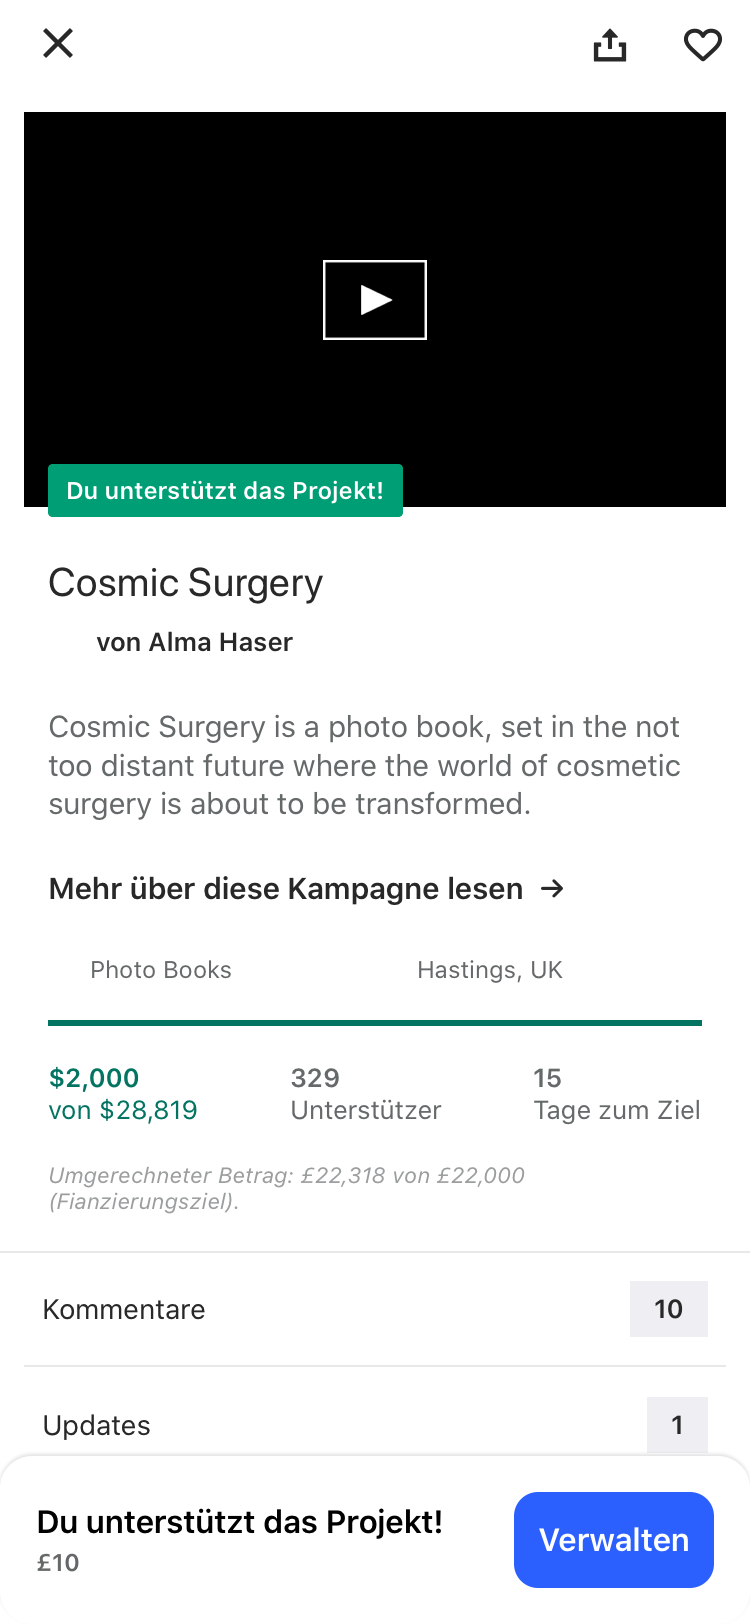 Du unterstützt das Projekt!
Cosmic Surgery
von Alma Haser
Cosmic Surgery is a photo book, set in the not
too distant future where the world of cosmetic
surgery is about to be transformed.
Mehr über diese Kampagne lesen →
Photo Books
Hastings, UK
$2,000
von $28,819
329
Unterstützer
15
Tage zum Ziel
Umgerechneter Betrag: £22,318 von £22,000
(Fianzierungsziel).
Kommentare
10
Updates
1
Du unterstützt das Projekt!
£10
Verwalten